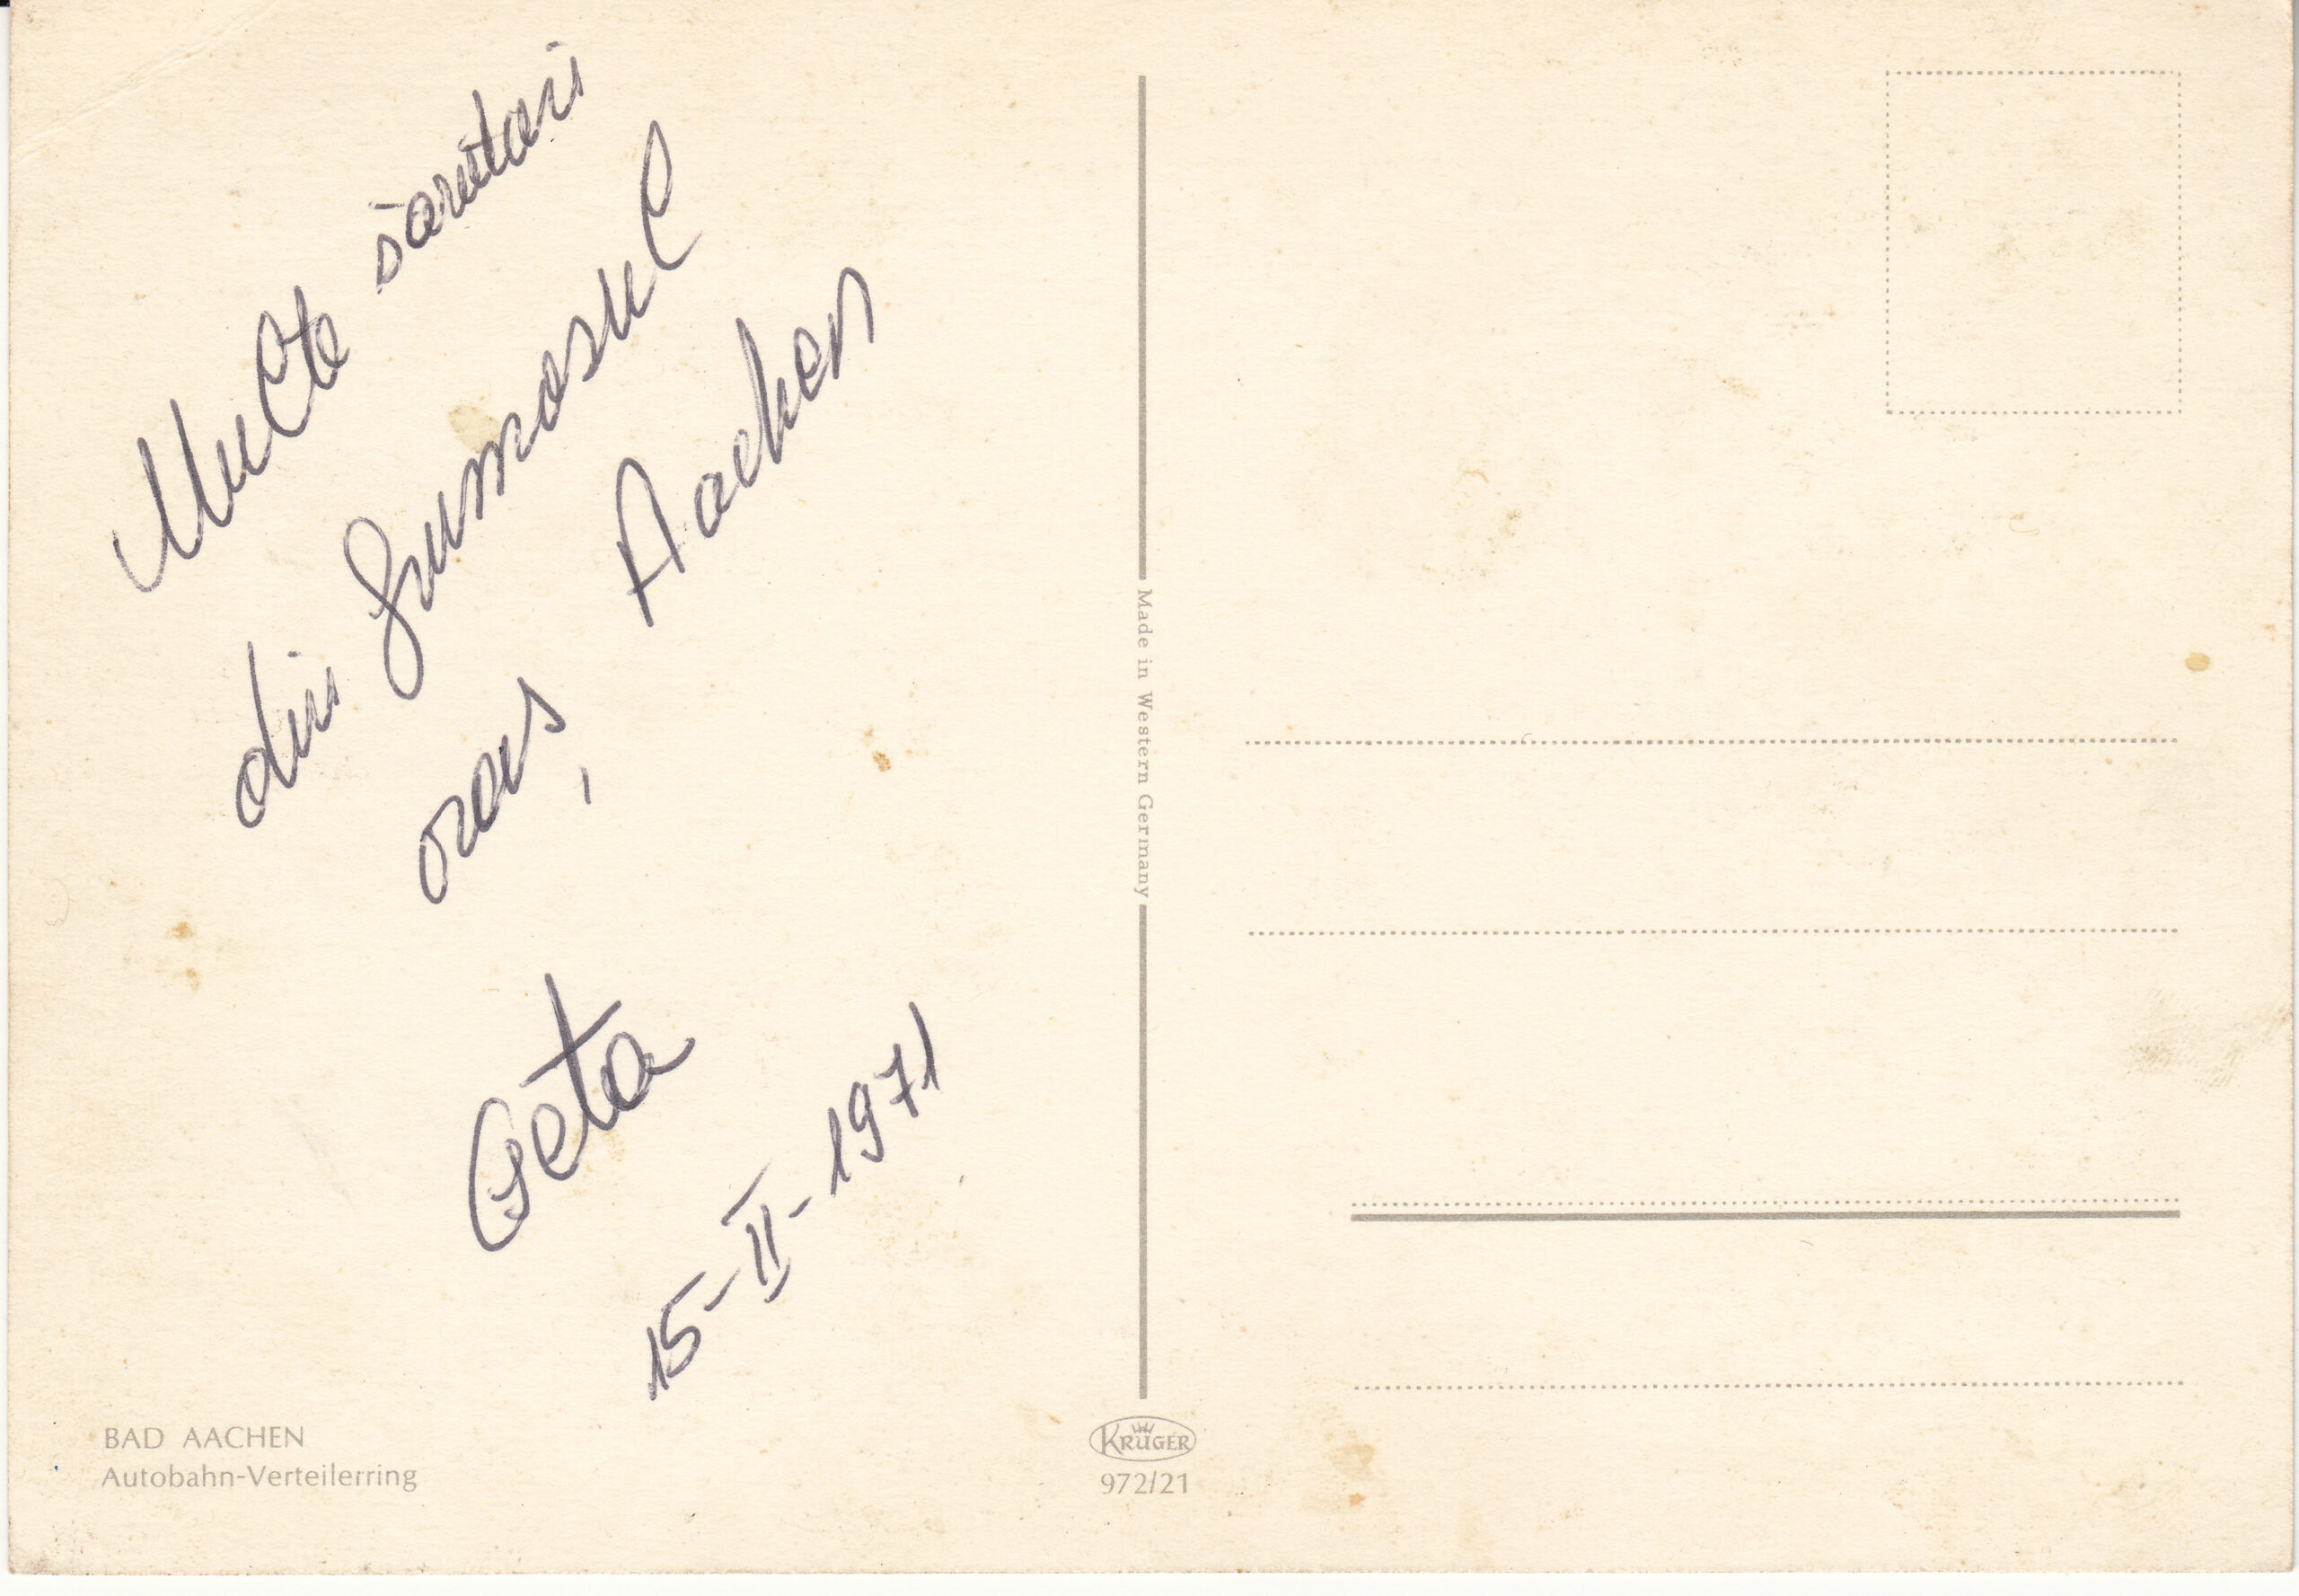 Multe sarutari
din frumosul
oraș, Aachen
Geta
15-II-1971
BAD AACHEN
Autobahn-Verteilerring
Made in Western Germany
KRÜGER
972/21